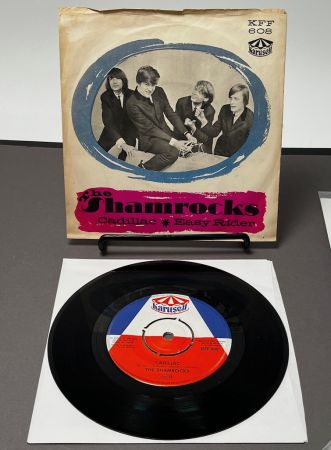 KFF
608
Karusell
The
Shamrocks
Cadillac * Easy Rider
Karusell
CADILLAC
THE SHAMROCKS